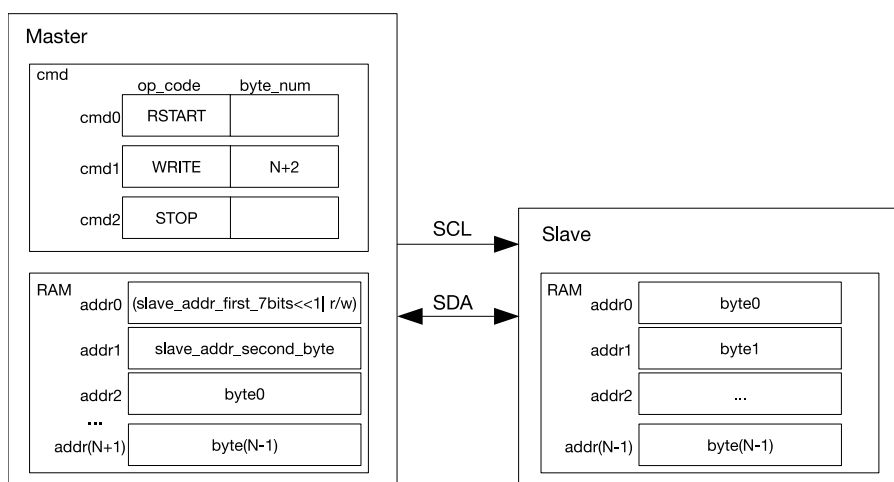 Master
cmd
op_code byte_num
cmd0 RSTART
cmd1 WRITE N+2
cmd2 STOP
RAM
addr0 (slave_addr_first_7bits<<1| r/w)
addr1 slave_addr_second_byte
addr2 byte0
...
addr(N+1) byte(N-1)
SCL
SDA
Slave
RAM
addr0 byte0
addr1 byte1
addr2 ...
addr(N-1) byte(N-1)